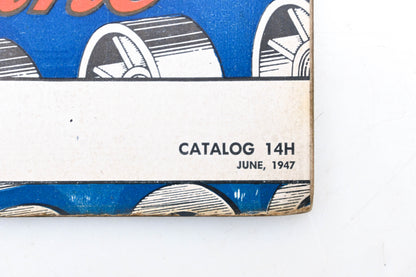 CATALOG 14H
JUNE, 1947